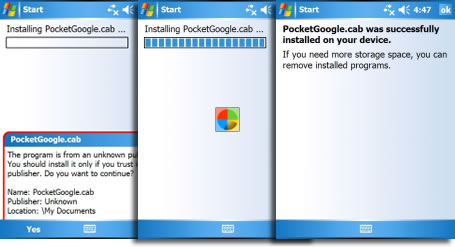 Start
Installing PocketGoogle.cab ...
PocketGoogle.cab
The program is from an unknown
You should install it only if you trust
publisher. Do you want to continue?
Name: PocketGoogle.cab
Publisher: Unknown
Location: \My Documents
Yes
Start
Installing PocketGoogle.cab ...
Start
4:47
ok
PocketGoogle.cab was successfully
installed on your device.
If you need more storage space, you can
remove installed programs.